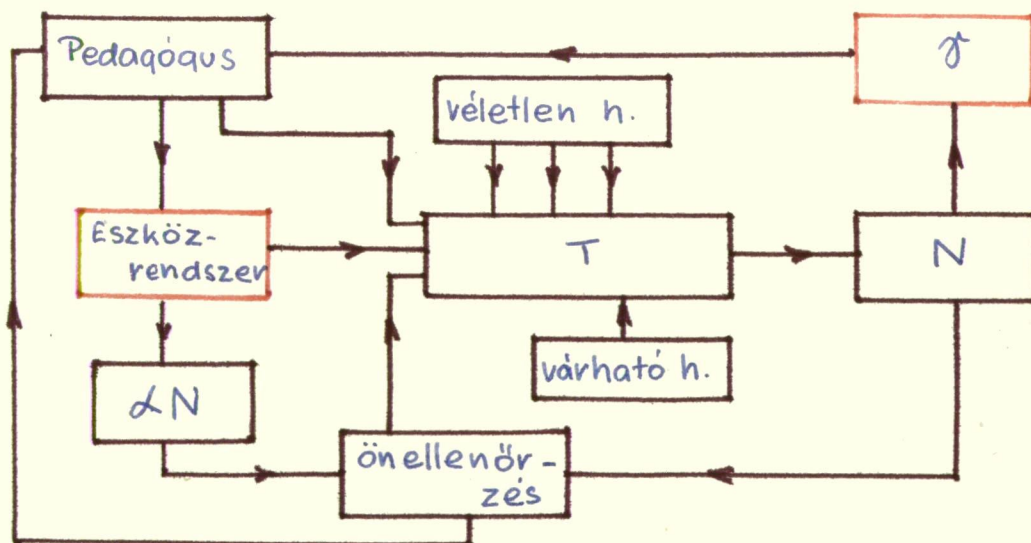 Pedagógus
γ
véletlen h.
Eszköz-
rendszer
T
N
várható h.
αN
önellenőr-
zés